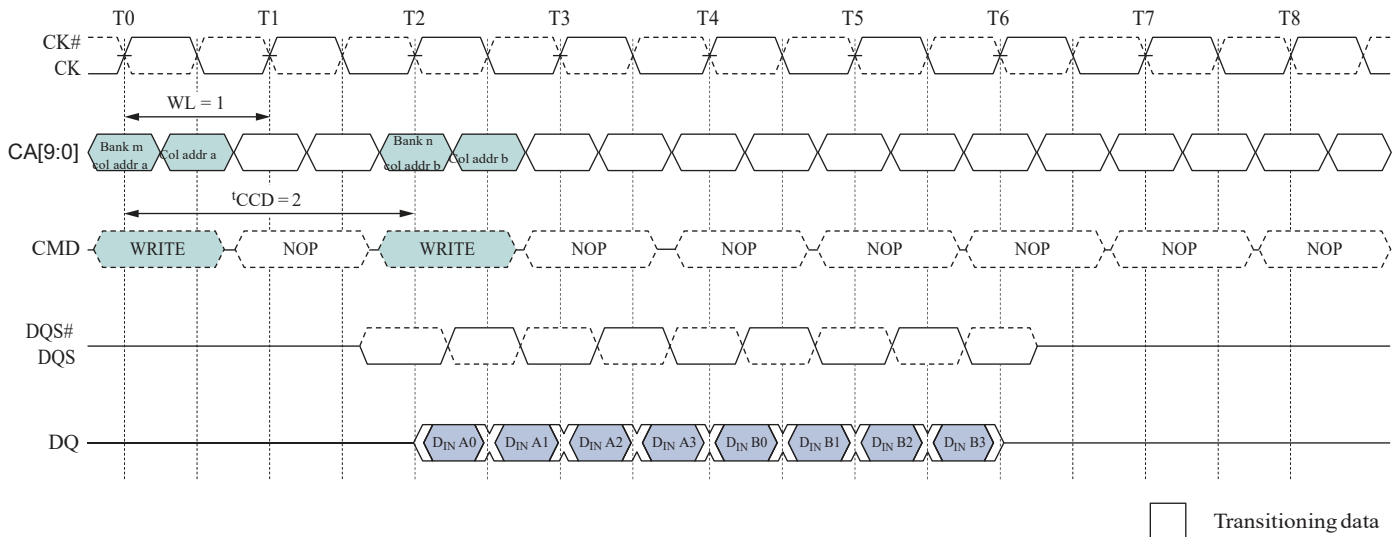 T0 T1 T2 T3 T4 T5 T6 T7 T8
CK#
CK
WL = 1
CA[9:0]
Bank m
col addr a
Col addr a
Bank n
col addr b
Col addr b
tCCD = 2
CMD WRITE NOP WRITE NOP NOP NOP NOP NOP NOP
DQS#
DQS
DQ DIN A0 DIN A1 DIN A2 DIN A3 DIN B0 DIN B1 DIN B2 DIN B3
Transitioning data